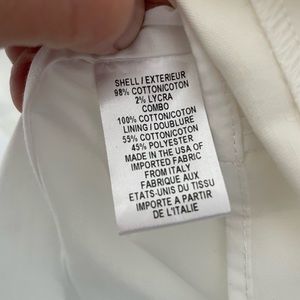 SHELL / EXTERIEUR
98% COTTON/COTON
2% LYCRA
COMBO
100% COTTON/COTON
LINING / DOUBLURE
55% COTTON/COTON
45% POLYESTER
MADE IN THE USA OF
IMPORTED FABRIC
FROM ITALY
FABRIQUE AUX
ETATS-UNIS DU TISSU
IMPORTE A PARTIR
DE L'ITALIE